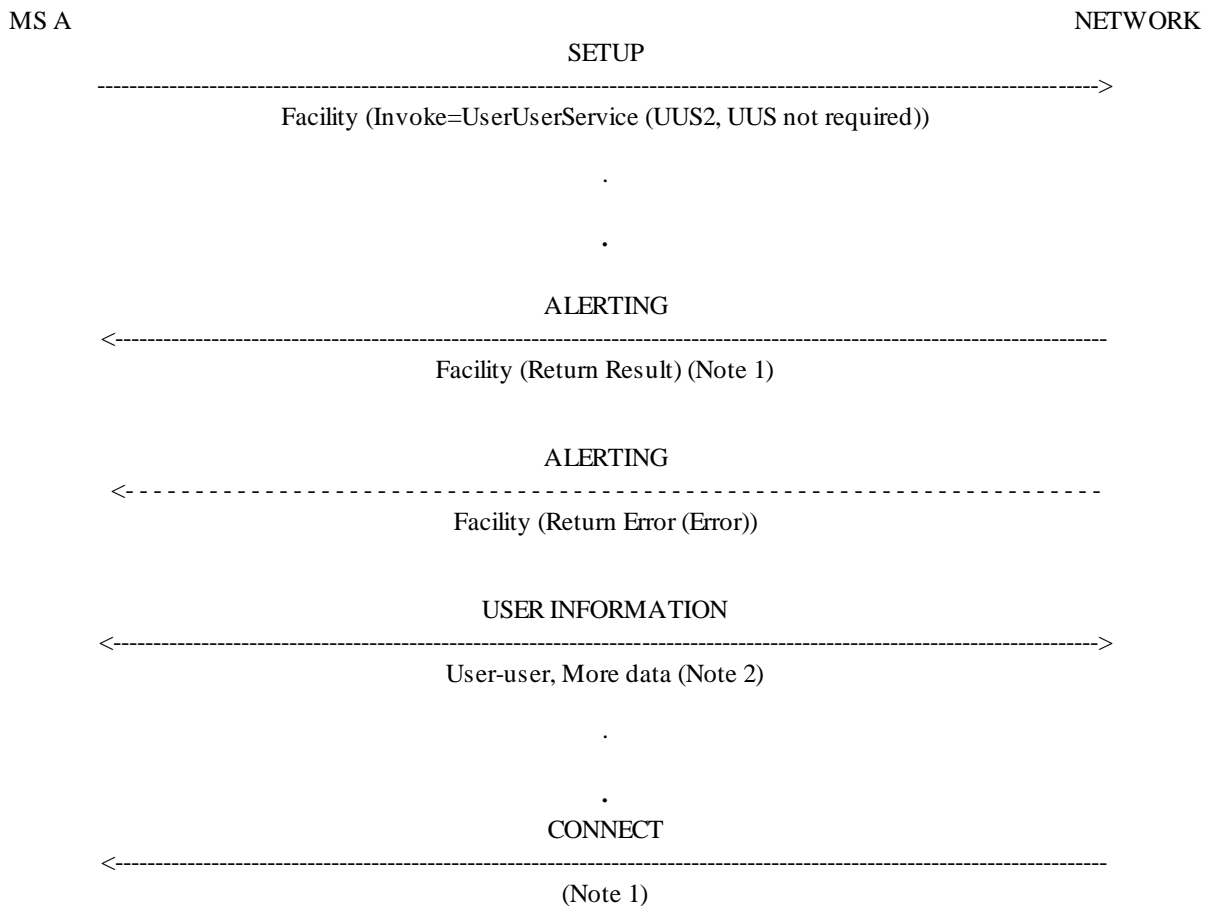 MS A NETWORK
SETUP
------------------------------------------------------------------------------------------------------------------------------>
Facility (Invoke=UserUserService (UUS2, UUS not required))
.
.
ALERTING
<-----------------------------------------------------------------------------------------------------------------------------
Facility (Return Result) (Note 1)
ALERTING
<- - - - - - - - - - - - - - - - - - - - - - - - - - - - - - - - - - - - - - - - - - - - - - - - - - - - - - - - - - - - - - - - - - - - - -
Facility (Return Error (Error))
USER INFORMATION
<---------------------------------------------------------------------------------------------------------------------------->
User-user, More data (Note 2)
.
.
CONNECT
<-----------------------------------------------------------------------------------------------------------------------------
(Note 1)